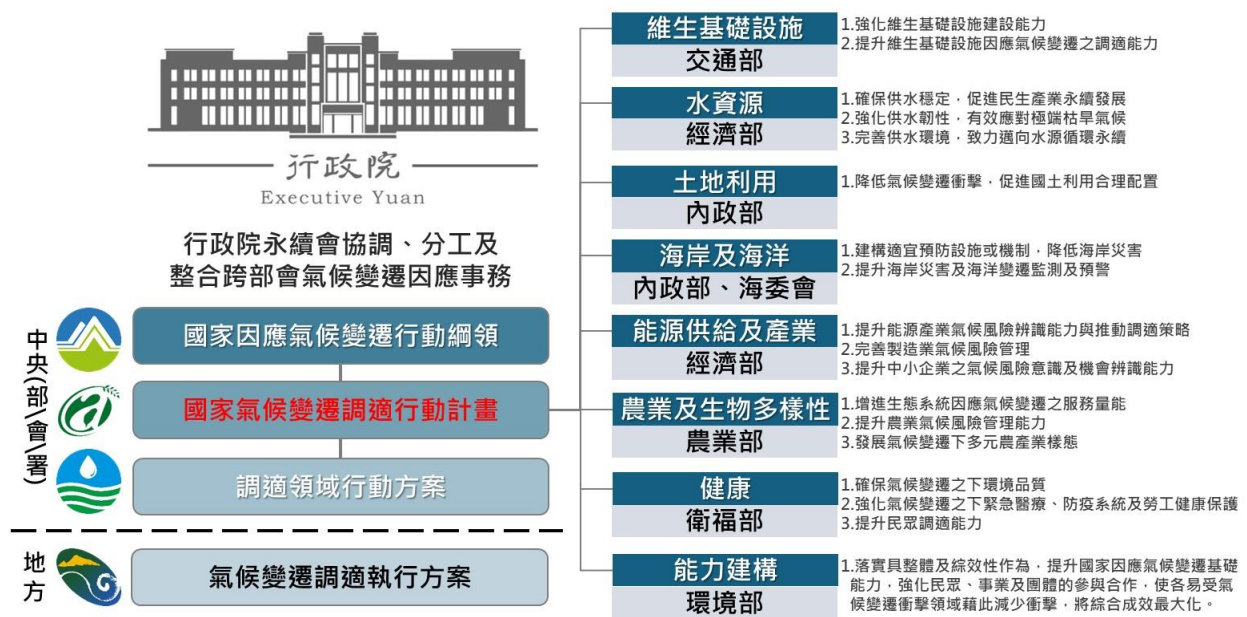 行政院
Executive Yuan
行政院永續會協調、分工及
整合跨部會氣候變遷因應事務
中央(部\會\署)
國家因應氣候變遷行動綱領
國家氣候變遷調適行動計畫
調適領域行動方案
地方
氣候變遷調適執行方案
維生基礎設施
交通部
1.強化維生基礎設施建設能力
2.提升維生基礎設施因應氣候變遷之調適能力
水資源
經濟部
1.確保供水穩定，促進民生產業永續發展
2.強化供水韌性，有效應對極端枯旱氣候
3.完善供水環境，致力邁向水源循環永續
土地利用
內政部
1.降低氣候變遷衝擊，促進國土利用合理配置
海岸及海洋
內政部、海委會
1.建構適宜預防設施或機制，降低海岸災害
2.提升海岸災害及海洋變遷監測及預警
能源供給及產業
經濟部
1.提升能源產業氣候風險辨識能力與推動調適策略
2.完善製造業氣候風險管理
3.提升中小企業之氣候風險意識及機會辨識能力
農業及生物多樣性
農業部
1.增進生態系統因應氣候變遷之服務量能
2.提升農業氣候風險管理能力
3.發展氣候變遷下多元農產業樣態
健康
衛福部
1.確保氣候變遷之下環境品質
2.強化氣候變遷之下緊急醫療、防疫系統及勞工健康保護
3.提升民眾調適能力
能力建構
環境部
1.落實具整體及綜效性作為，提升國家因應氣候變遷基礎
能力，強化民眾、事業及團體的參與合作，使各易受氣
候變遷衝擊領域藉此減少衝擊，將綜合成效最大化。